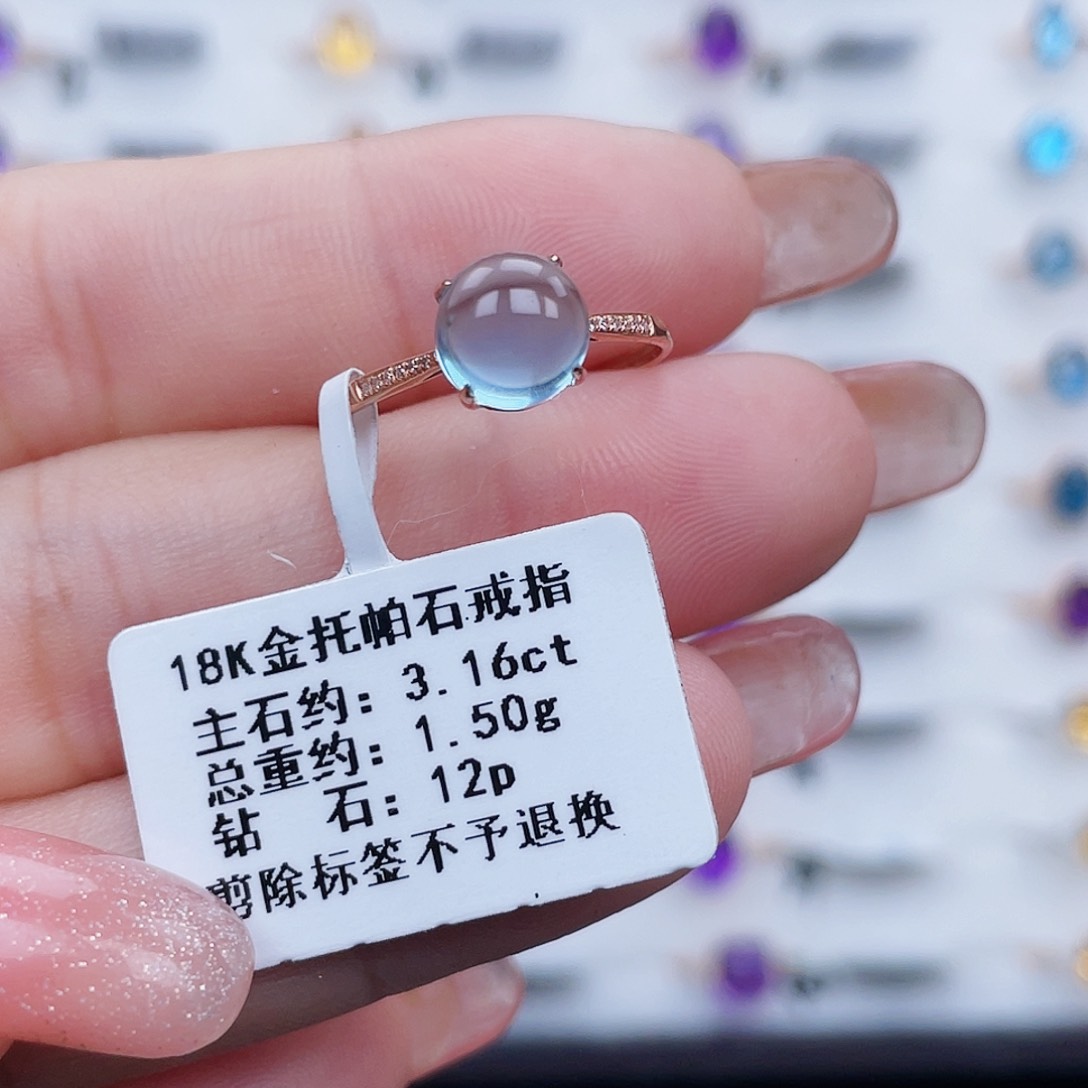 18K金托帕石戒指
主石约: 3.16ct
总重约: 1.50g
钻 石: 12p
剪除标签不予退换